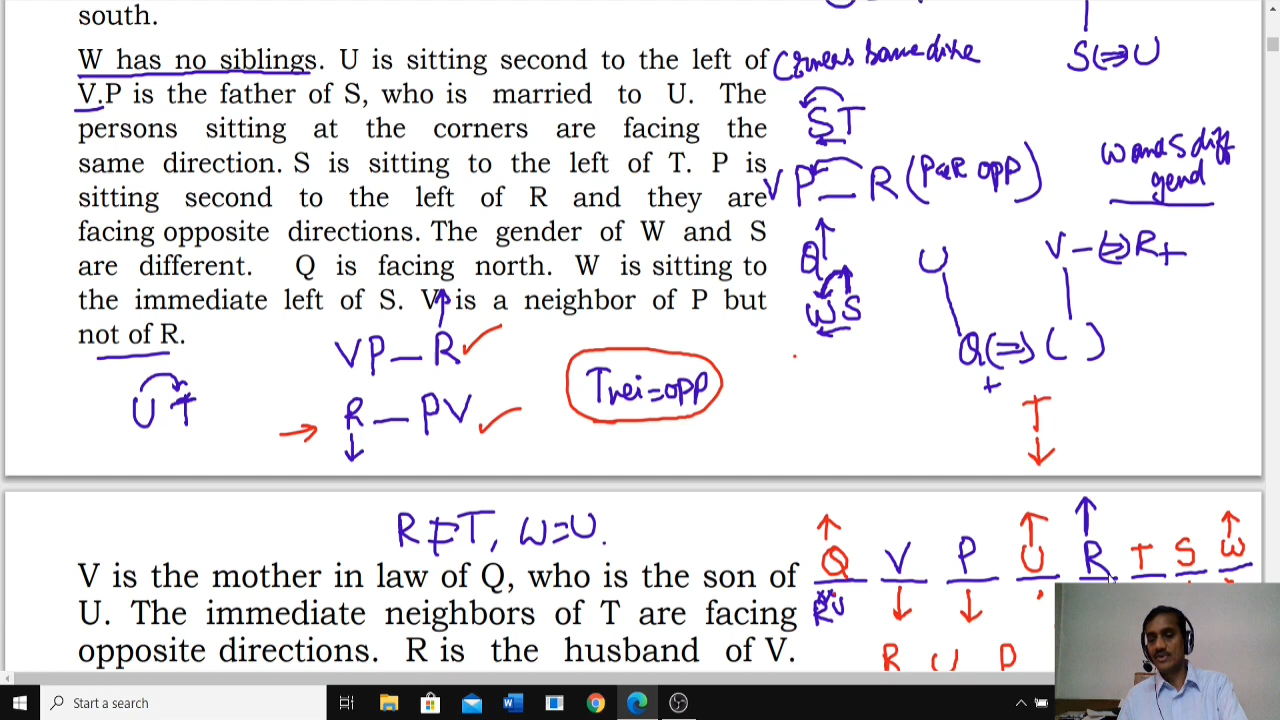 south.
W has no siblings. U is sitting second to the left of
V.P is the father of S, who is married to U. The
persons sitting at the corners are facing the
same direction. S is sitting to the left of T. P is
sitting second to the left of R and they are
facing opposite directions. The gender of W and S
are different. Q is facing north. W is sitting to
the immediate left of S. V is a neighbor of P but
not of R.
VP_R
R_PV
U T
Trei=opp
S(⇒)U
Corners same dire
ST
VP_R (P&R opp)
W and S diff
gend
Q
WS
U
V-(⇒)R+
Q(⇒)( )
+
T
R≠T, W=U.
Q V P U R T S W
V is the mother in law of Q, who is the son of
U. The immediate neighbors of T are facing
opposite directions. R is the husband of V.
R U P
Start a search